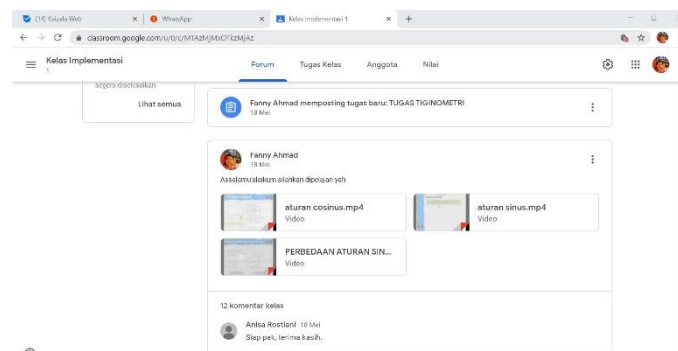 (14) Kaizala Web
WhatsApp
Kelas Implementasi 1
classroom.google.com/u/0/c/MTAzMjMxOTkzMjAz
Kelas Implementasi
1
Forum
Tugas Kelas
Anggota
Nilai
segera diselesaikan
Lihat semua
Fanny Ahmad memposting tugas baru: TUGAS TIGINOMETRI
19 Mei
Fanny Ahmad
18 Mei
Assalamu'alaikum silahkan dipelajari yah
aturan cosinus.mp4
Video
aturan sinus.mp4
Video
PERBEDAAN ATURAN SIN...
Video
12 komentar kelas
Anisa Rostiani 18 Mei
Siap pak, terima kasih.